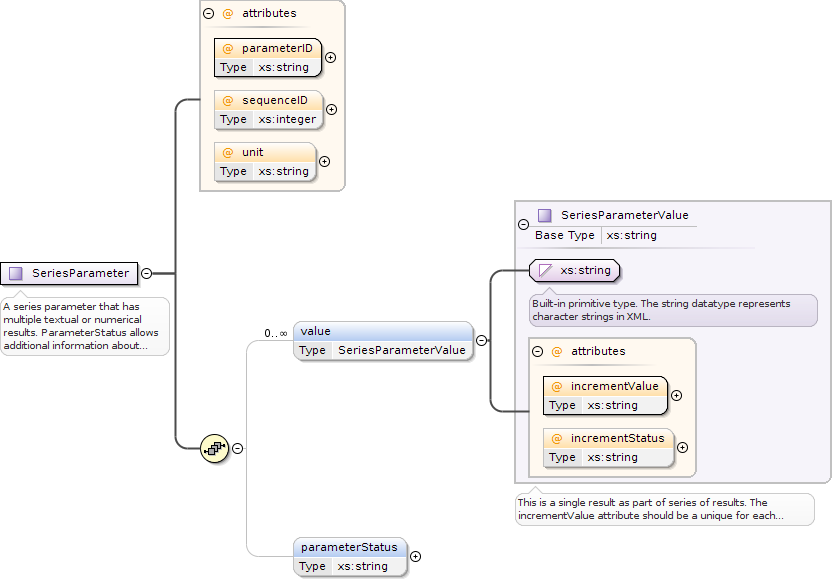 attributes
@ parameterID
Type xs:string
@ sequenceID
Type xs:integer
@ unit
Type xs:string
SeriesParameter
A series parameter that has
multiple textual or numerical
results. ParameterStatus allows
additional information about...
0..∞
value
Type SeriesParameterValue
SeriesParameterValue
Base Type xs:string
xs:string
Built-in primitive type. The string datatype represents
character strings in XML.
@ attributes
@ incrementValue
Type xs:string
@ incrementStatus
Type xs:string
This is a single result as part of series of results. The
incrementValue attribute should be a unique for each...
parameterStatus
Type xs:string